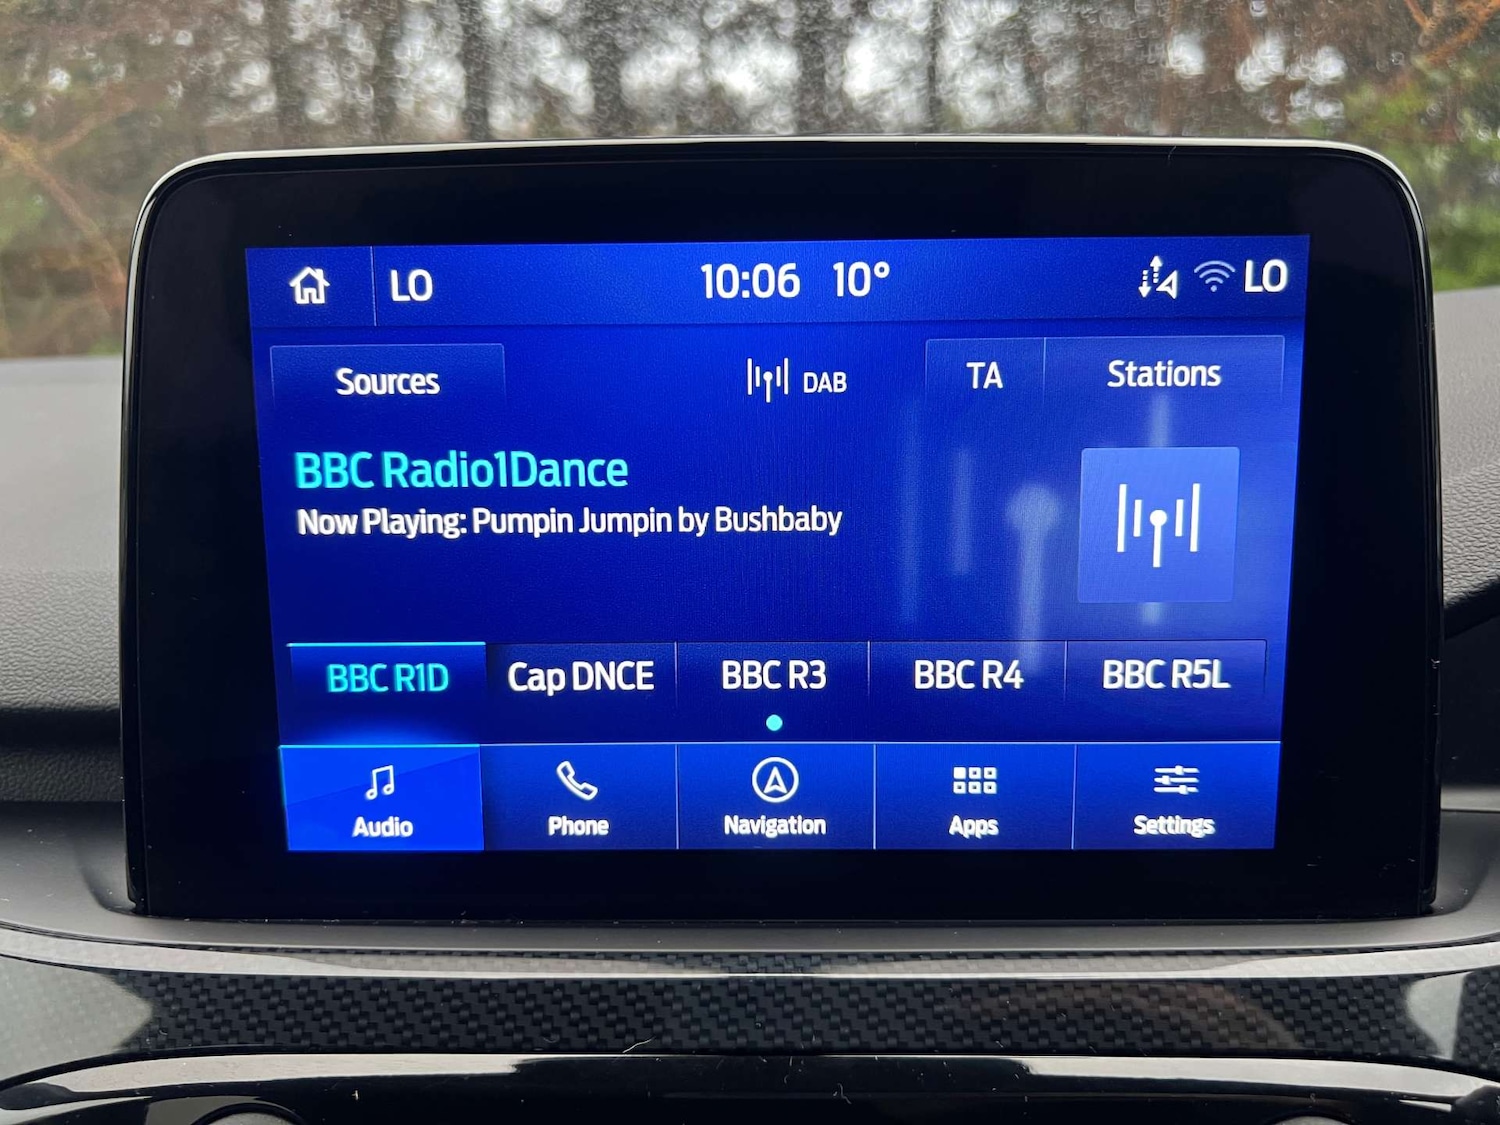 LO 10:06 10° LO
Sources DAB TA Stations
BBC Radio1Dance
Now Playing: Pumpin Jumpin by Bushbaby
BBC R1D Cap DNCE BBC R3 BBC R4 BBC R5L
Audio Phone Navigation Apps Settings